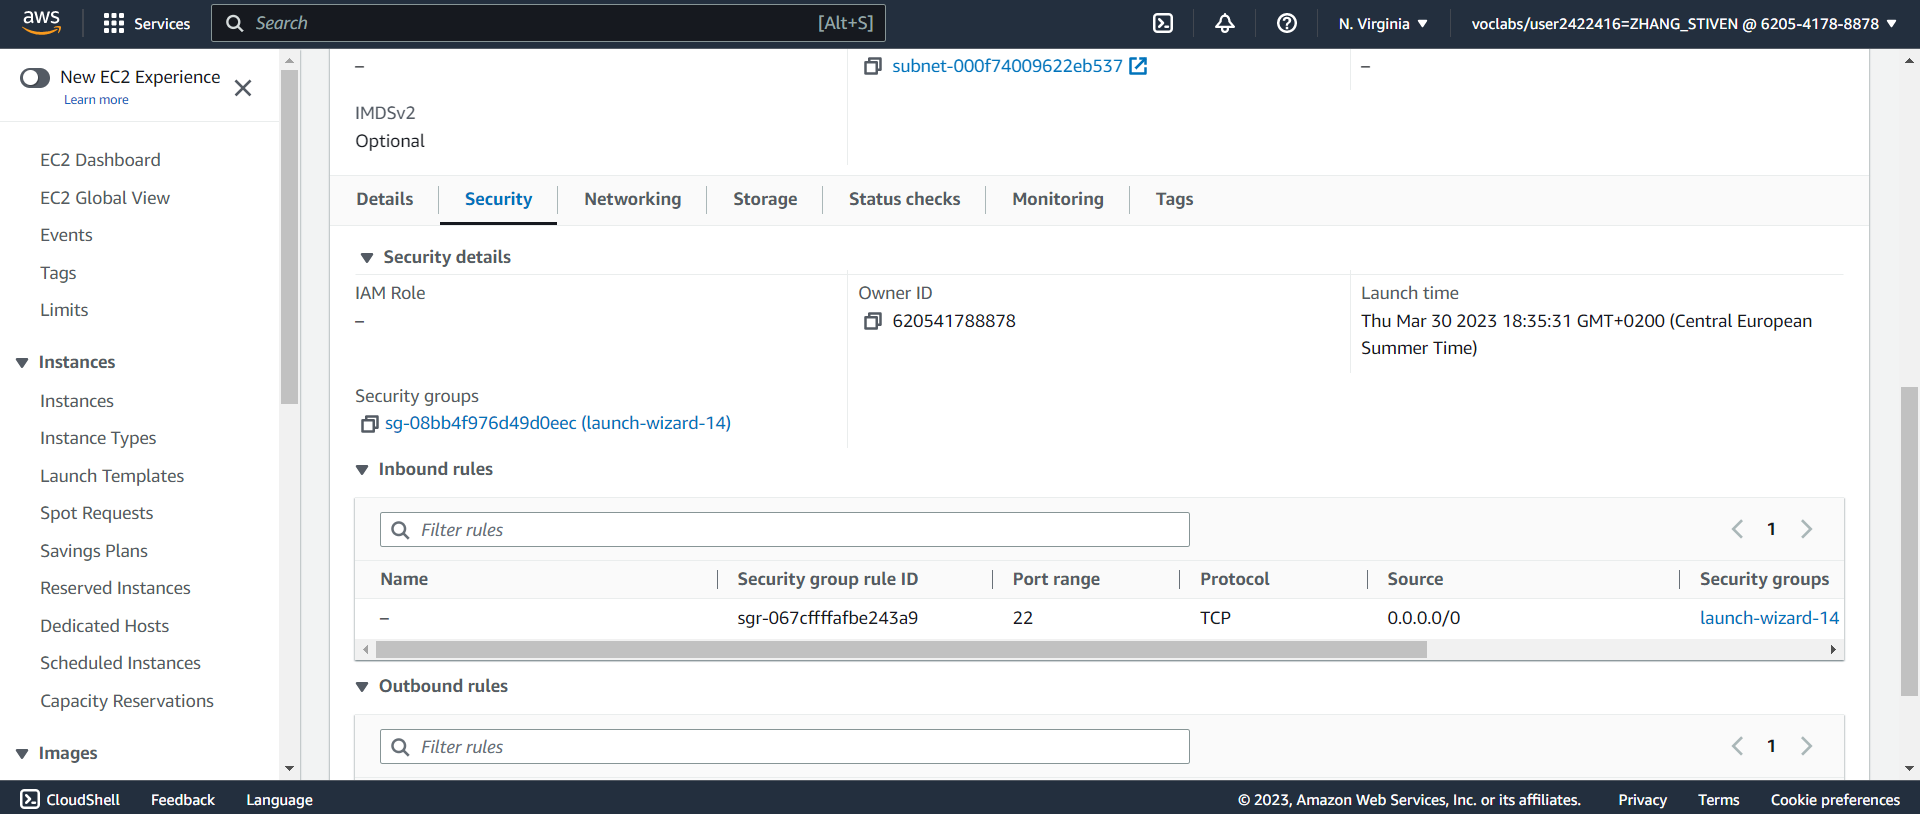 aws
Services
Search
[Alt+S]
N. Virginia
voclabs/user2422416=ZHANG_STIVEN @ 6205-4178-8878
New EC2 Experience
Learn more
EC2 Dashboard
EC2 Global View
Events
Tags
Limits
Instances
Instances
Instance Types
Launch Templates
Spot Requests
Savings Plans
Reserved Instances
Dedicated Hosts
Scheduled Instances
Capacity Reservations
Images
–
subnet-000f74009622eb537
–
IMDSv2
Optional
Details
Security
Networking
Storage
Status checks
Monitoring
Tags
Security details
IAM Role
–
Owner ID
620541788878
Launch time
Thu Mar 30 2023 18:35:31 GMT+0200 (Central European
Summer Time)
Security groups
sg-08bb4f976d49d0eec (launch-wizard-14)
Inbound rules
Filter rules
1
Name
Security group rule ID
Port range
Protocol
Source
Security groups
–
sgr-067cffffafbe243a9
22
TCP
0.0.0.0/0
launch-wizard-14
Outbound rules
Filter rules
1
CloudShell
Feedback
Language
© 2023, Amazon Web Services, Inc. or its affiliates.
Privacy
Terms
Cookie preferences